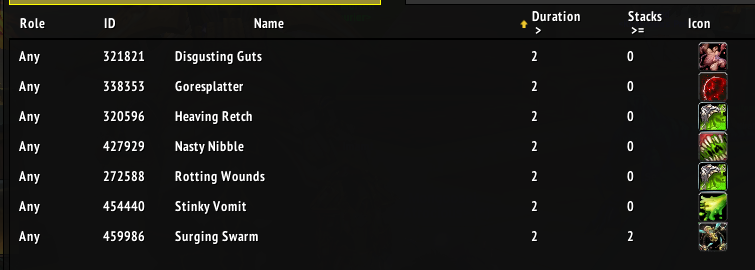 Role ID Name Duration > Stacks >= Icon
Any 321821 Disgusting Guts 2 0
Any 338353 Goresplatter 2 0
Any 320596 Heaving Retch 2 0
Any 427929 Nasty Nibble 2 0
Any 272588 Rotting Wounds 2 0
Any 454440 Stinky Vomit 2 0
Any 459986 Surging Swarm 2 2